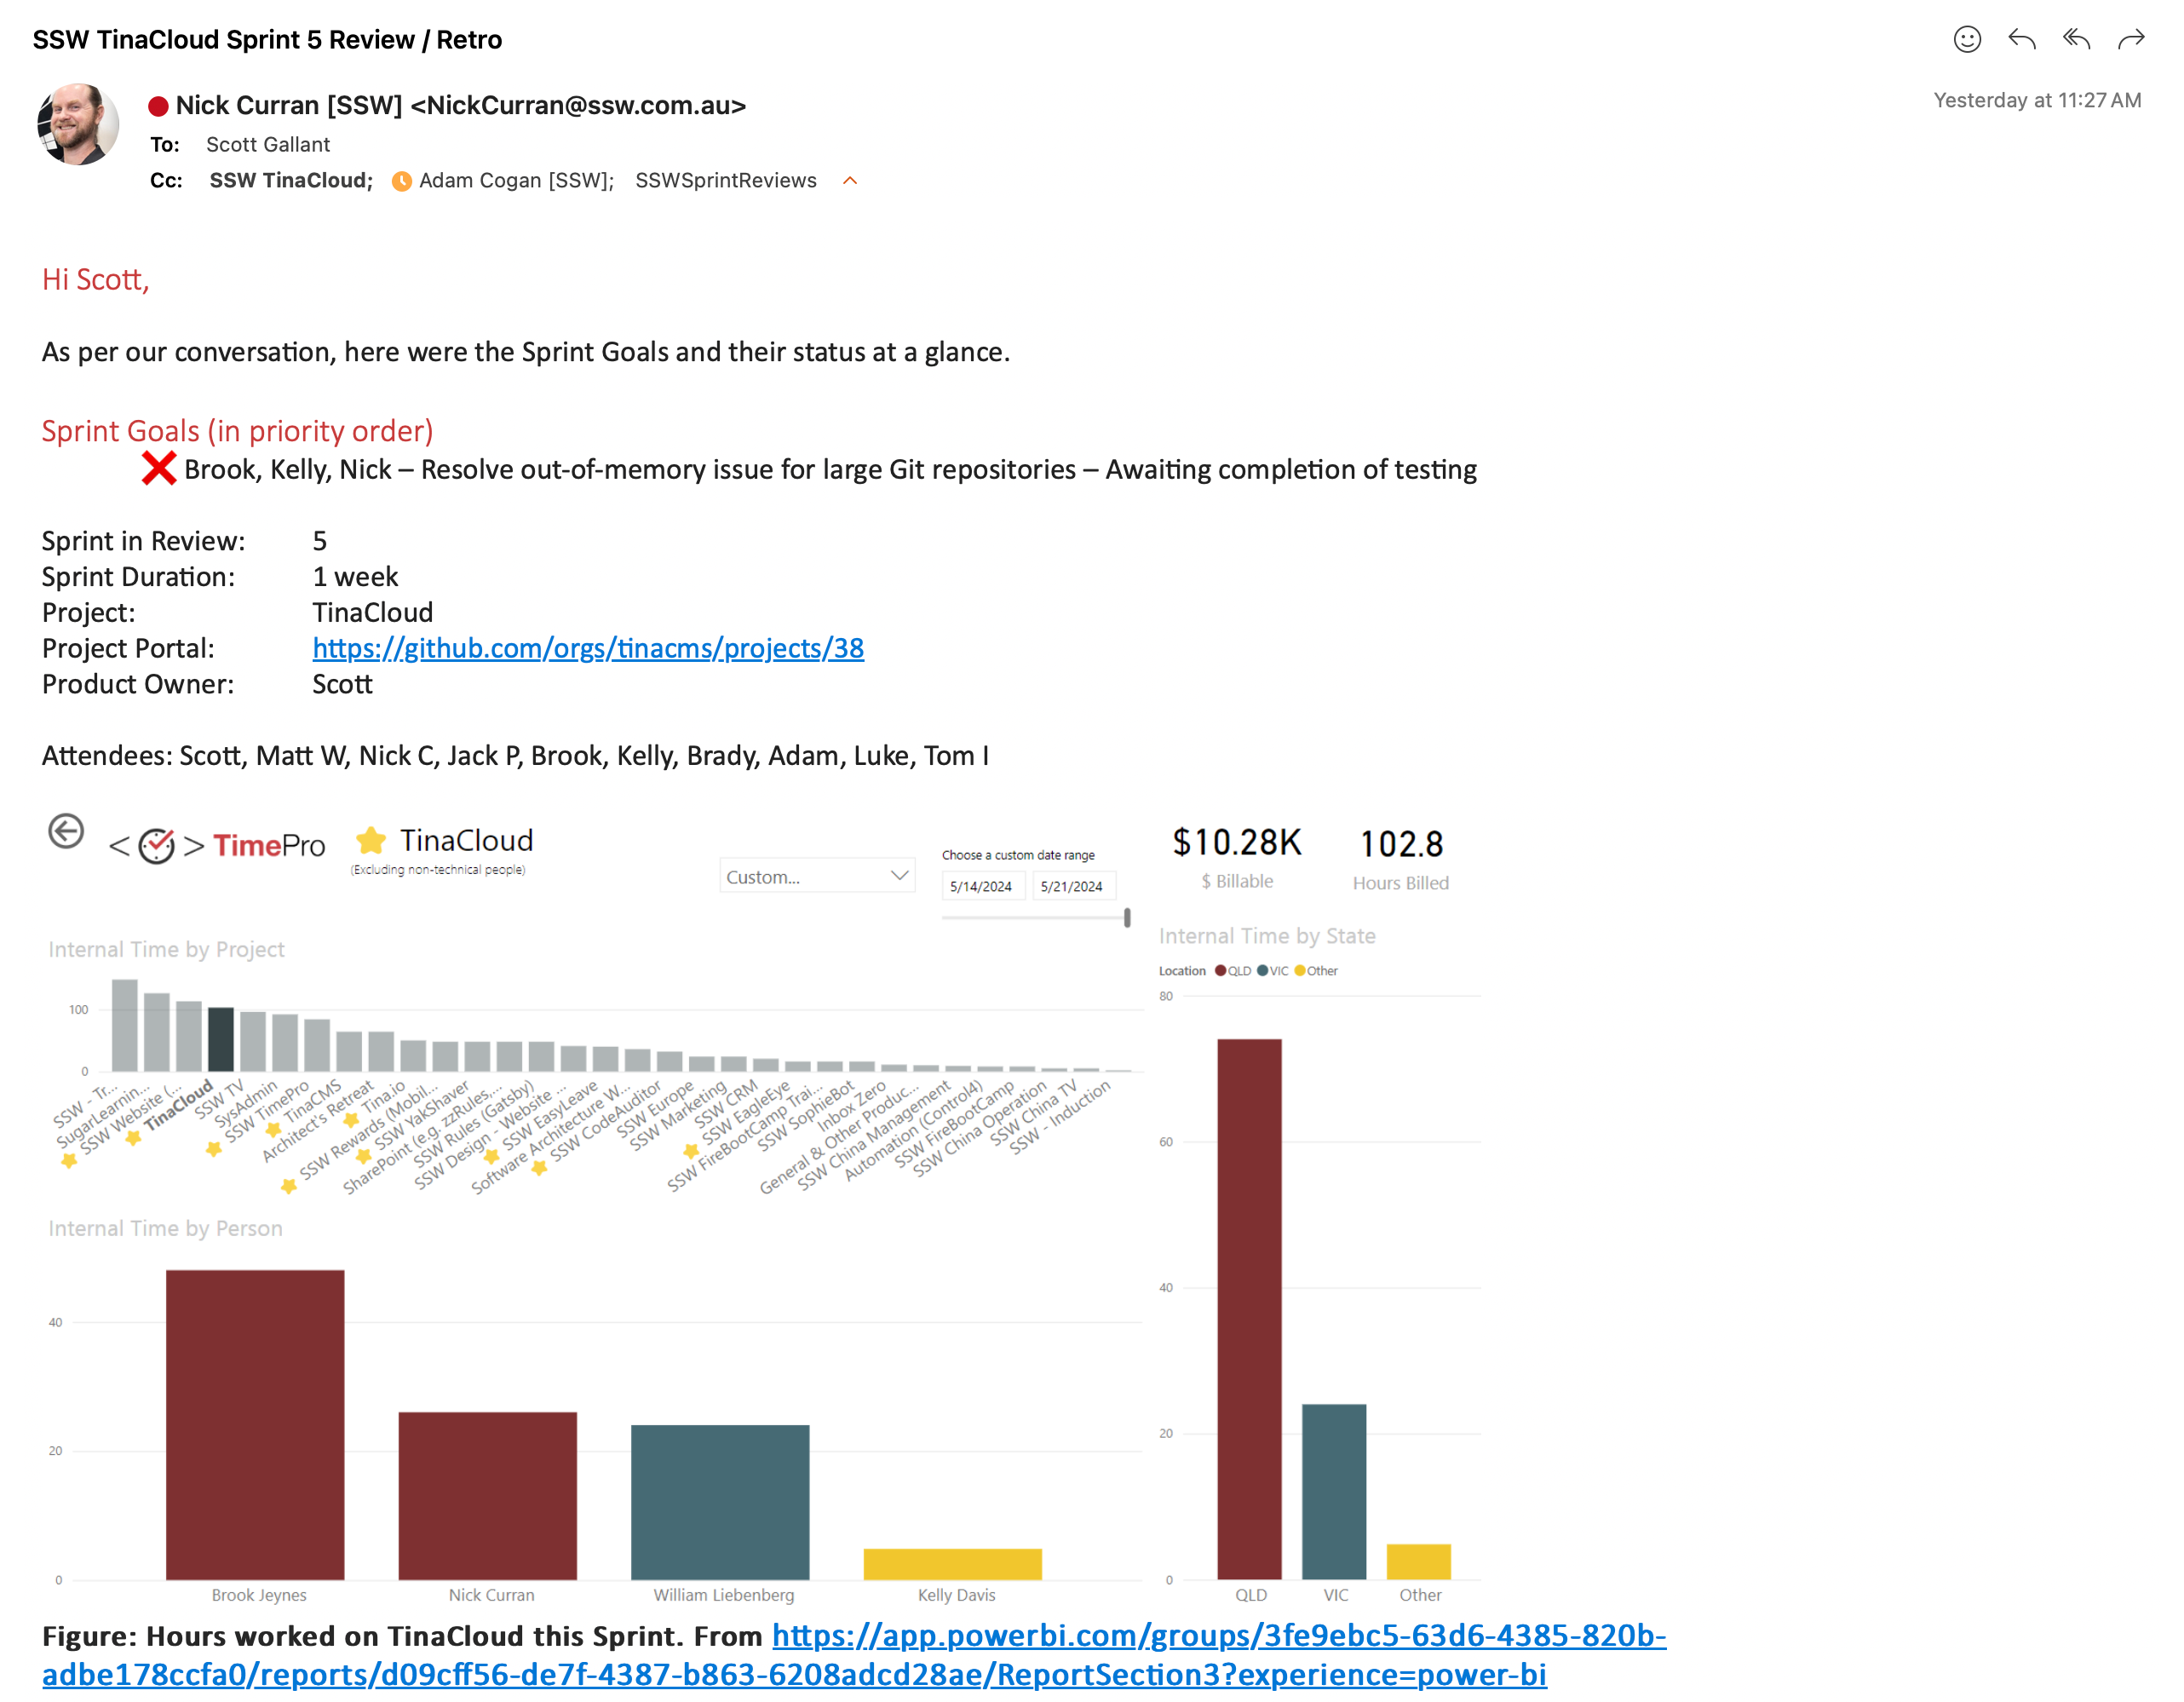 SSW TinaCloud Sprint 5 Review / Retro
Nick Curran [SSW] <NickCurran@ssw.com.au>
Yesterday at 11:27 AM
To: Scott Gallant
Cc: SSW TinaCloud; Adam Cogan [SSW]; SSWSprintReviews
Hi Scott,
As per our conversation, here were the Sprint Goals and their status at a glance.
Sprint Goals (in priority order)
❌ Brook, Kelly, Nick – Resolve out-of-memory issue for large Git repositories – Awaiting completion of testing
Sprint in Review: 5
Sprint Duration: 1 week
Project: TinaCloud
Project Portal: https://github.com/orgs/tinacms/projects/38
Product Owner: Scott
Attendees: Scott, Matt W, Nick C, Jack P, Brook, Kelly, Brady, Adam, Luke, Tom I
< > TimePro
TinaCloud
(Excluding non-technical people)
Custom...
Choose a custom date range
5/14/2024 5/21/2024
$10.28K
$ Billable
102.8
Hours Billed
Internal Time by Project
100
0
SSW - Tr...
SugarLearnin...
SSW Website (...
TinaCloud
SSW TV
SysAdmin
SSW TimePro
TinaCMS
Architect's Retreat
Tina.io
SSW Rewards (Mobil...
SSW YakShaver
SharePoint (e.g. zzRules,...
SSW Rules (Gatsby)
SSW Design - Website ...
SSW EasyLeave
Software Architecture W...
SSW CodeAuditor
SSW Europe
SSW Marketing
SSW CRM
SSW EagleEye
SSW FireBootCamp Trai...
SSW SophieBot
Inbox Zero
General & Other Produc...
SSW China Management
Automation (Control4)
SSW FireBootCamp
SSW China Operation
SSW China TV
SSW - Induction
Internal Time by State
Location QLD VIC Other
80
60
40
20
0
QLD VIC Other
Internal Time by Person
40
20
0
Brook Jeynes Nick Curran William Liebenberg Kelly Davis
Figure: Hours worked on TinaCloud this Sprint. From https://app.powerbi.com/groups/3fe9ebc5-63d6-4385-820b-
adbe178ccfa0/reports/d09cff56-de7f-4387-b863-6208adcd28ae/ReportSection3?experience=power-bi